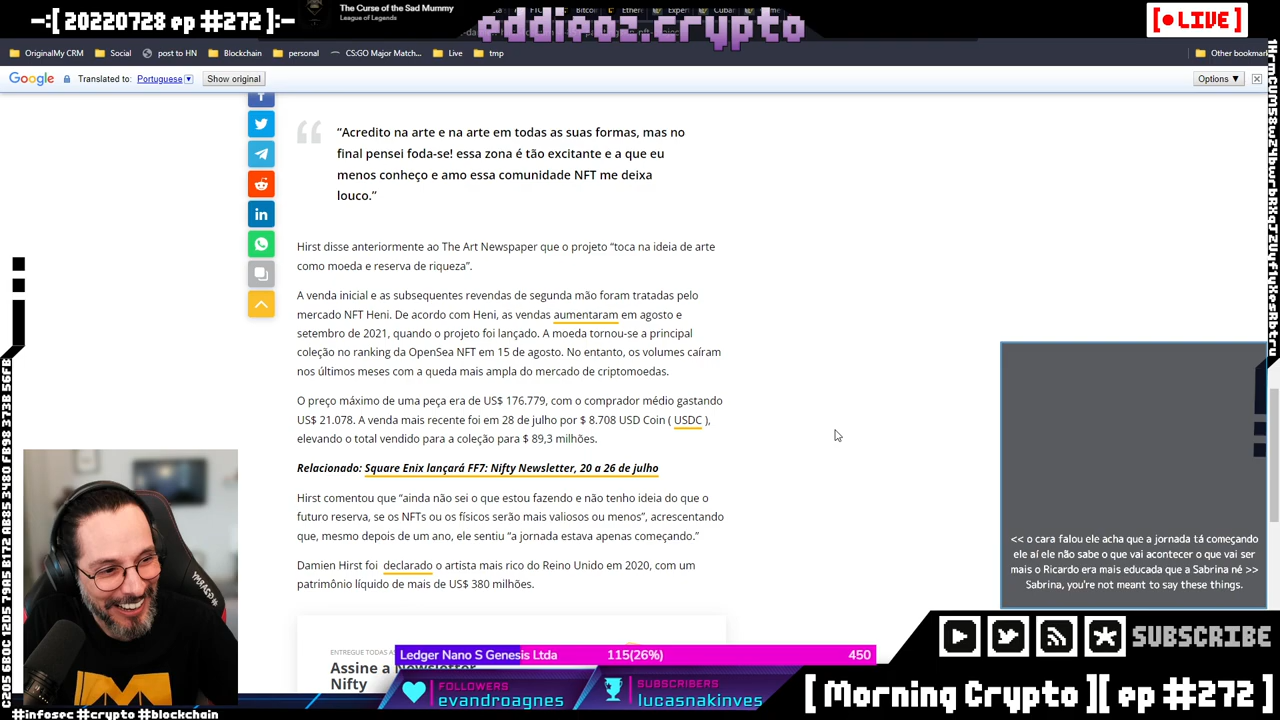 -:[ 20220728 ep #272 ]:-
The Curse of the Sad Mummy
League of Legends
eddieoz.crypto
[● LIVE ]
OriginalMy CRM
Social
post to HN
Blockchain
personal
CS:GO Major Match...
Live
tmp
Other bookmar
Google
Translated to: Portuguese
Show original
Options ▼
“Acredito na arte e na arte em todas as suas formas, mas no
final pensei foda-se! essa zona é tão excitante e a que eu
menos conheço e amo essa comunidade NFT me deixa
louco.”
Hirst disse anteriormente ao The Art Newspaper que o projeto “toca na ideia de arte
como moeda e reserva de riqueza”.
A venda inicial e as subsequentes revendas de segunda mão foram tratadas pelo
mercado NFT Heni. De acordo com Heni, as vendas aumentaram em agosto e
setembro de 2021, quando o projeto foi lançado. A moeda tornou-se a principal
coleção no ranking da OpenSea NFT em 15 de agosto. No entanto, os volumes caíram
nos últimos meses com a queda mais ampla do mercado de criptomoedas.
O preço máximo de uma peça era de US$ 176.779, com o comprador médio gastando
US$ 21.078. A venda mais recente foi em 28 de julho por $ 8.708 USD Coin ( USDC ),
elevando o total vendido para a coleção para $ 89,3 milhões.
Relacionado: Square Enix lançará FF7: Nifty Newsletter, 20 a 26 de julho
Hirst comentou que “ainda não sei o que estou fazendo e não tenho ideia do que o
futuro reserva, se os NFTs ou os físicos serão mais valiosos ou menos”, acrescentando
que, mesmo depois de um ano, ele sentiu “a jornada estava apenas começando.”
Damien Hirst foi declarado o artista mais rico do Reino Unido em 2020, com um
patrimônio líquido de mais de US$ 380 milhões.
ENTREGUE TODAS AS
Assine a Newsletter
Nifty
<< o cara falou ele acha que a jornada tá começando
ele aí ele não sabe o que vai acontecer o que vai ser
mais o Ricardo era mais educada que a Sabrina né >>
Sabrina, you're not meant to say these things.
SUBSCRIBE
Ledger Nano S Genesis Ltda
115(26%)
450
FOLLOWERS
evandroagnes
SUBSCRIBERS
lucasnakinves
[ Morning Crypto ][ ep #272 ]
#infosec #crypto #blockchain